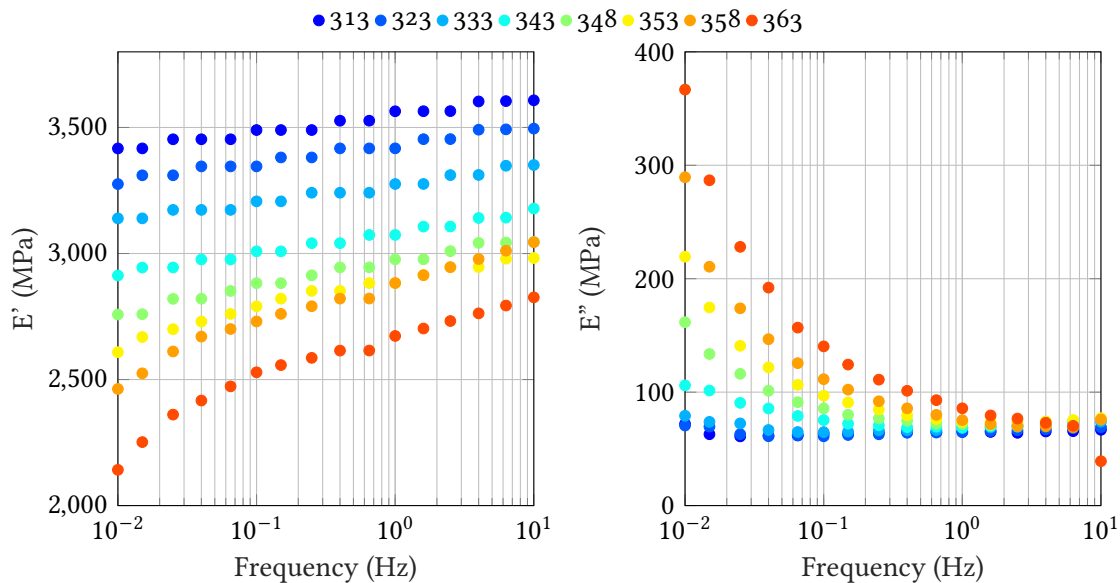 313 323 333 343 348 353 358 363
3,500
3,000
2,500
2,000
E' (MPa)
10⁻² 10⁻¹ 10⁰ 10¹
Frequency (Hz)
400
300
200
100
0
E'' (MPa)
10⁻² 10⁻¹ 10⁰ 10¹
Frequency (Hz)